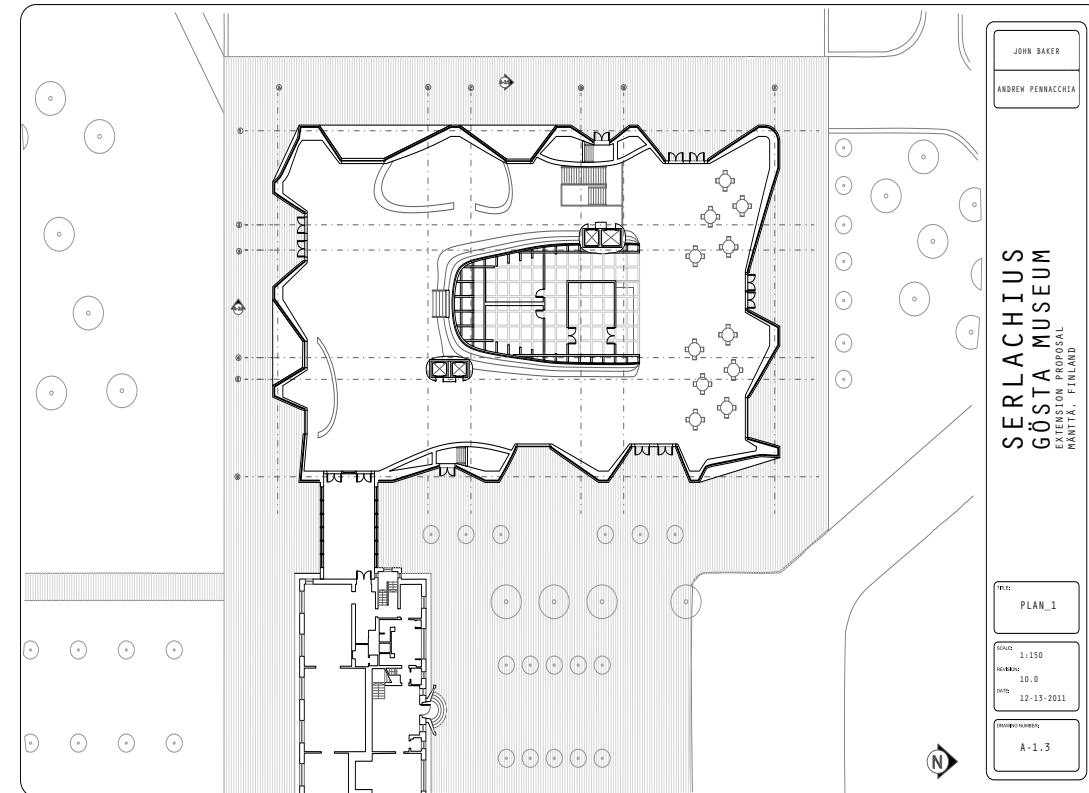 JOHN BAKER
ANDREW PENNACCHIA
SERLACHIUS
GÖSTA MUSEUM
EXTENSION PROPOSAL
MÄNTTÄ, FINLAND
TITLE:
PLAN_1
SCALE:
1:150
REVISION:
10.0
DATE:
12-13-2011
DRAWING NUMBER:
A-1.3
N